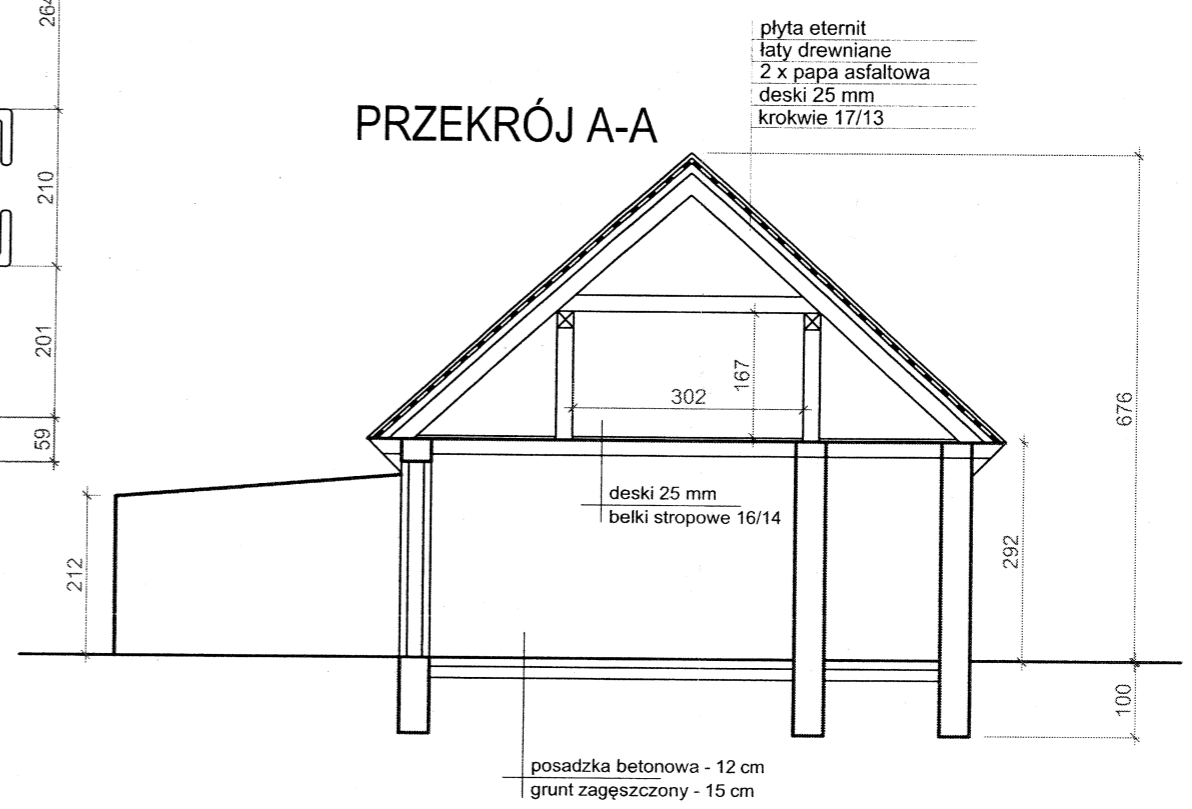 264
210
201
59
PRZEKRÓJ A-A
płyta eternit
łaty drewniane
2 x papa asfaltowa
deski 25 mm
krokwie 17/13
302
167
676
deski 25 mm
belki stropowe 16/14
212
292
100
posadzka betonowa - 12 cm
grunt zagęszczony - 15 cm